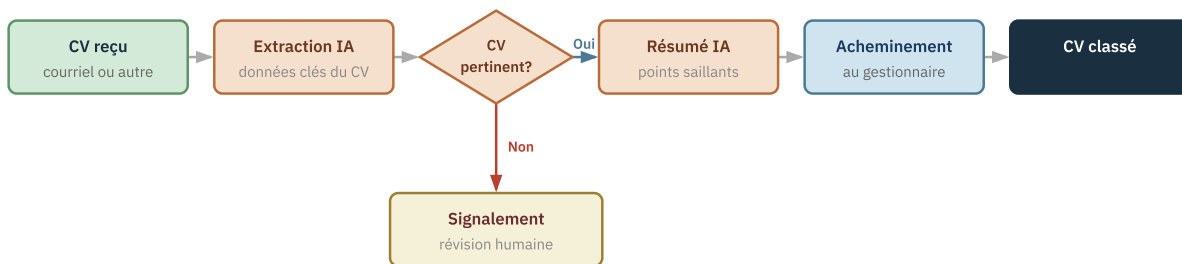 CV reçu
courriel ou autre
Extraction IA
données clés du CV
CV
pertinent?
Oui
Résumé IA
points saillants
Acheminement
au gestionnaire
CV classé
Non
Signalement
révision humaine